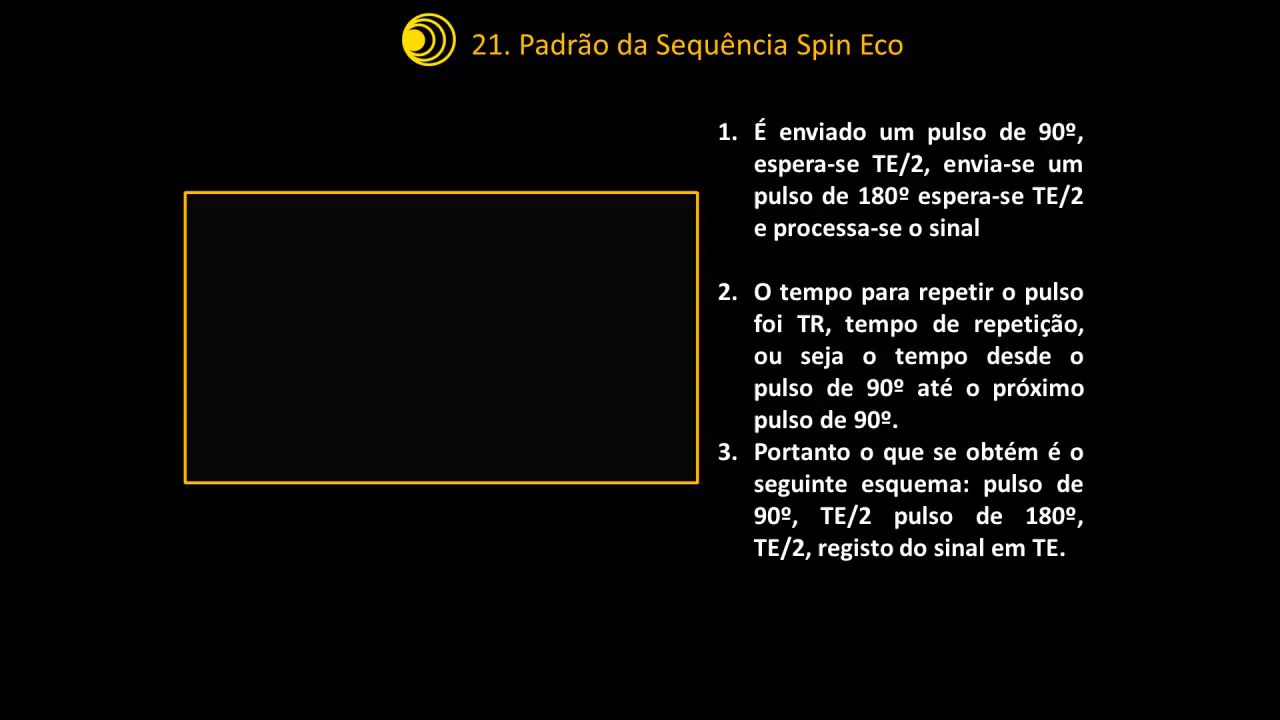 21. Padrão da Sequência Spin Eco
1. É enviado um pulso de 90º,
espera-se TE/2, envia-se um
pulso de 180º espera-se TE/2
e processa-se o sinal
2. O tempo para repetir o pulso
foi TR, tempo de repetição,
ou seja o tempo desde o
pulso de 90º até o próximo
pulso de 90º.
3. Portanto o que se obtém é o
seguinte esquema: pulso de
90º, TE/2 pulso de 180º,
TE/2, registo do sinal em TE.